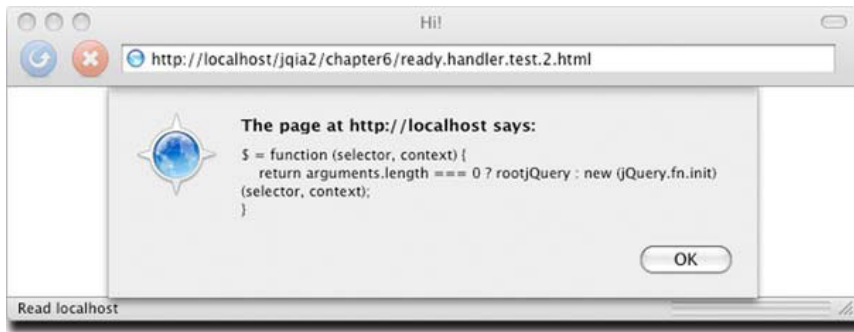 Hi!
http://localhost/jqia2/chapter6/ready.handler.test.2.html
The page at http://localhost says:
$ = function (selector, context) {
    return arguments.length === 0 ? rootjQuery : new (jQuery.fn.init)
(selector, context);
}
OK
Read localhost